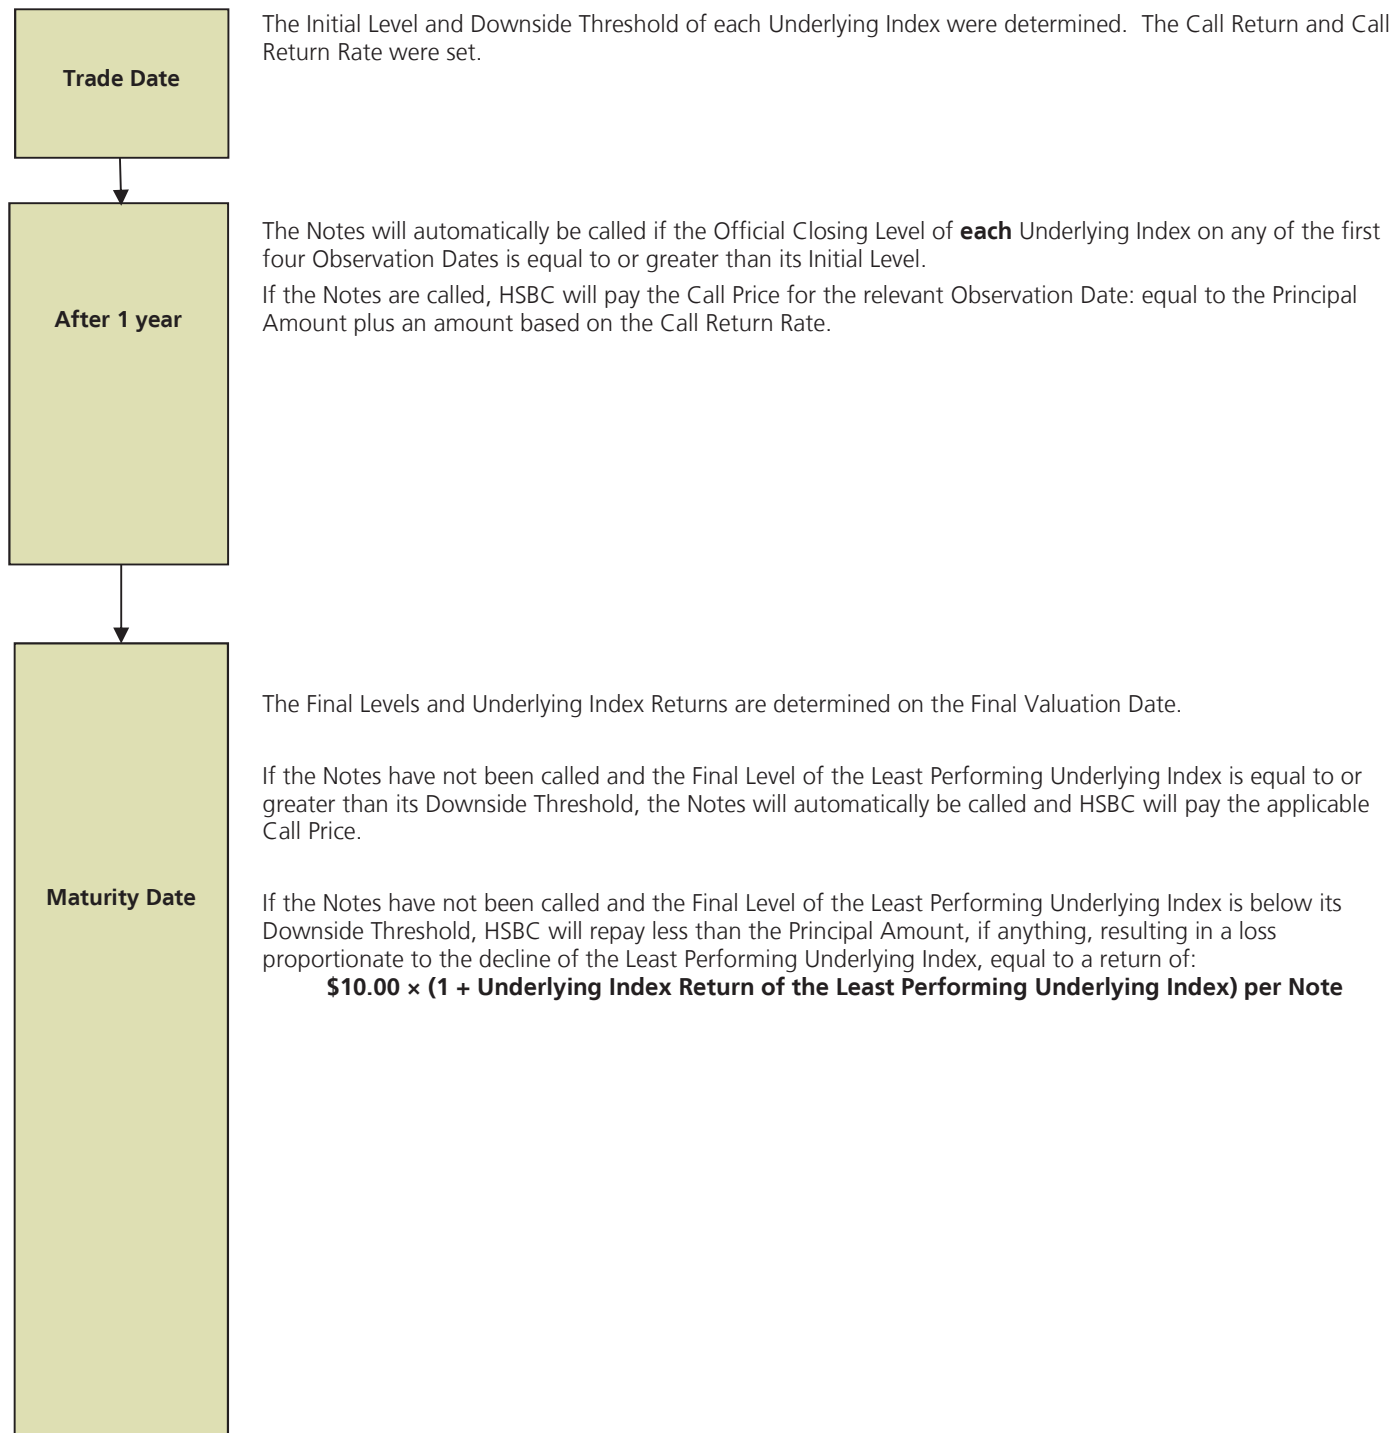 Trade Date
The Initial Level and Downside Threshold of each Underlying Index were determined. The Call Return and Call
Return Rate were set.
After 1 year
The Notes will automatically be called if the Official Closing Level of each Underlying Index on any of the first
four Observation Dates is equal to or greater than its Initial Level.
If the Notes are called, HSBC will pay the Call Price for the relevant Observation Date: equal to the Principal
Amount plus an amount based on the Call Return Rate.
Maturity Date
The Final Levels and Underlying Index Returns are determined on the Final Valuation Date.
If the Notes have not been called and the Final Level of the Least Performing Underlying Index is equal to or
greater than its Downside Threshold, the Notes will automatically be called and HSBC will pay the applicable
Call Price.
If the Notes have not been called and the Final Level of the Least Performing Underlying Index is below its
Downside Threshold, HSBC will repay less than the Principal Amount, if anything, resulting in a loss
proportionate to the decline of the Least Performing Underlying Index, equal to a return of:
$10.00 × (1 + Underlying Index Return of the Least Performing Underlying Index) per Note